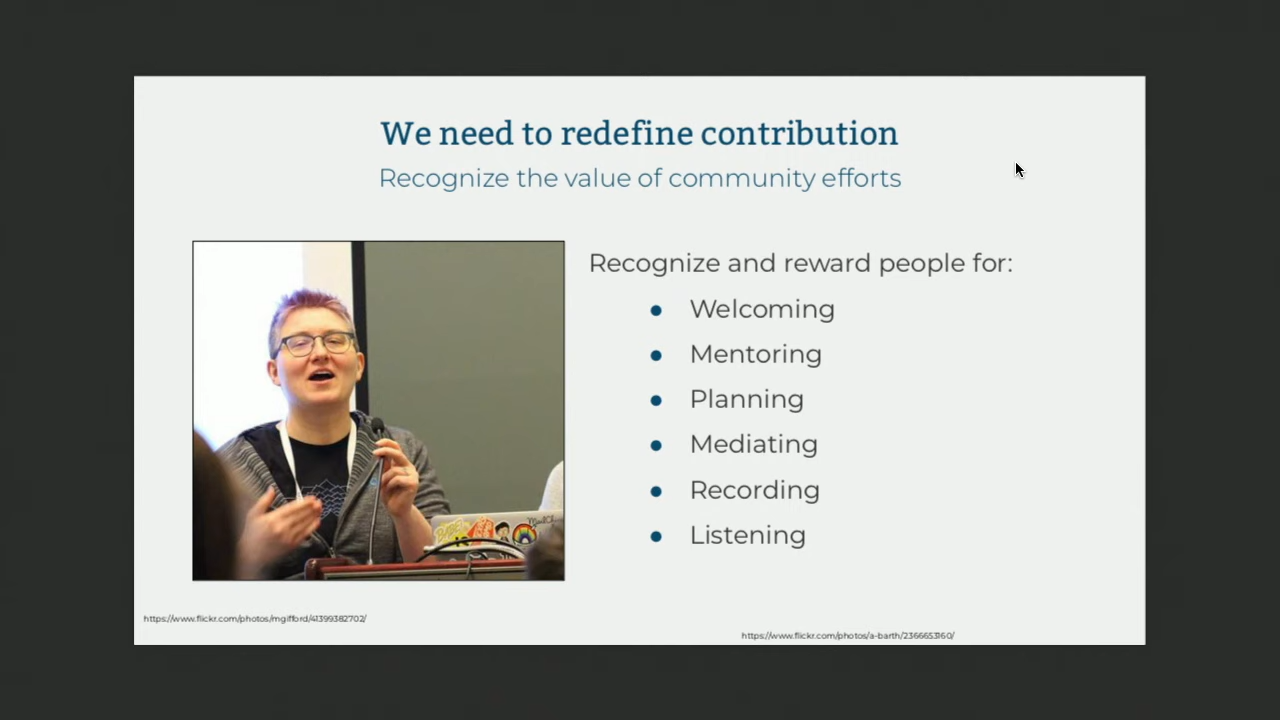 We need to redefine contribution
Recognize the value of community efforts
Recognize and reward people for:
● Welcoming
● Mentoring
● Planning
● Mediating
● Recording
● Listening
https://www.flickr.com/photos/mgifford/41399382702/
https://www.flickr.com/photos/a-barth/2366653160/